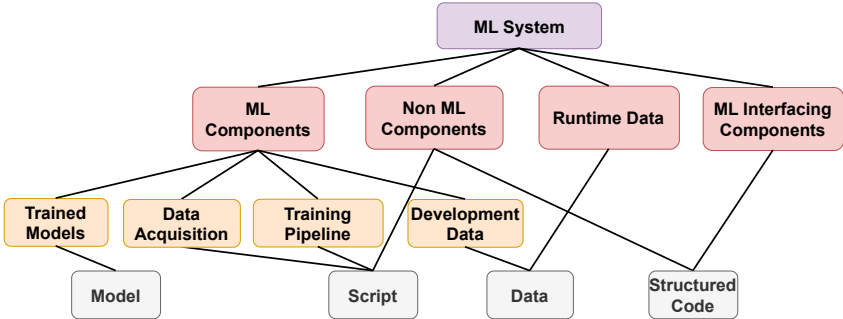 ML System
ML
Components
Non ML
Components
Runtime Data
ML Interfacing
Components
Trained
Models
Data
Acquisition
Training
Pipeline
Development
Data
Model
Script
Data
Structured
Code